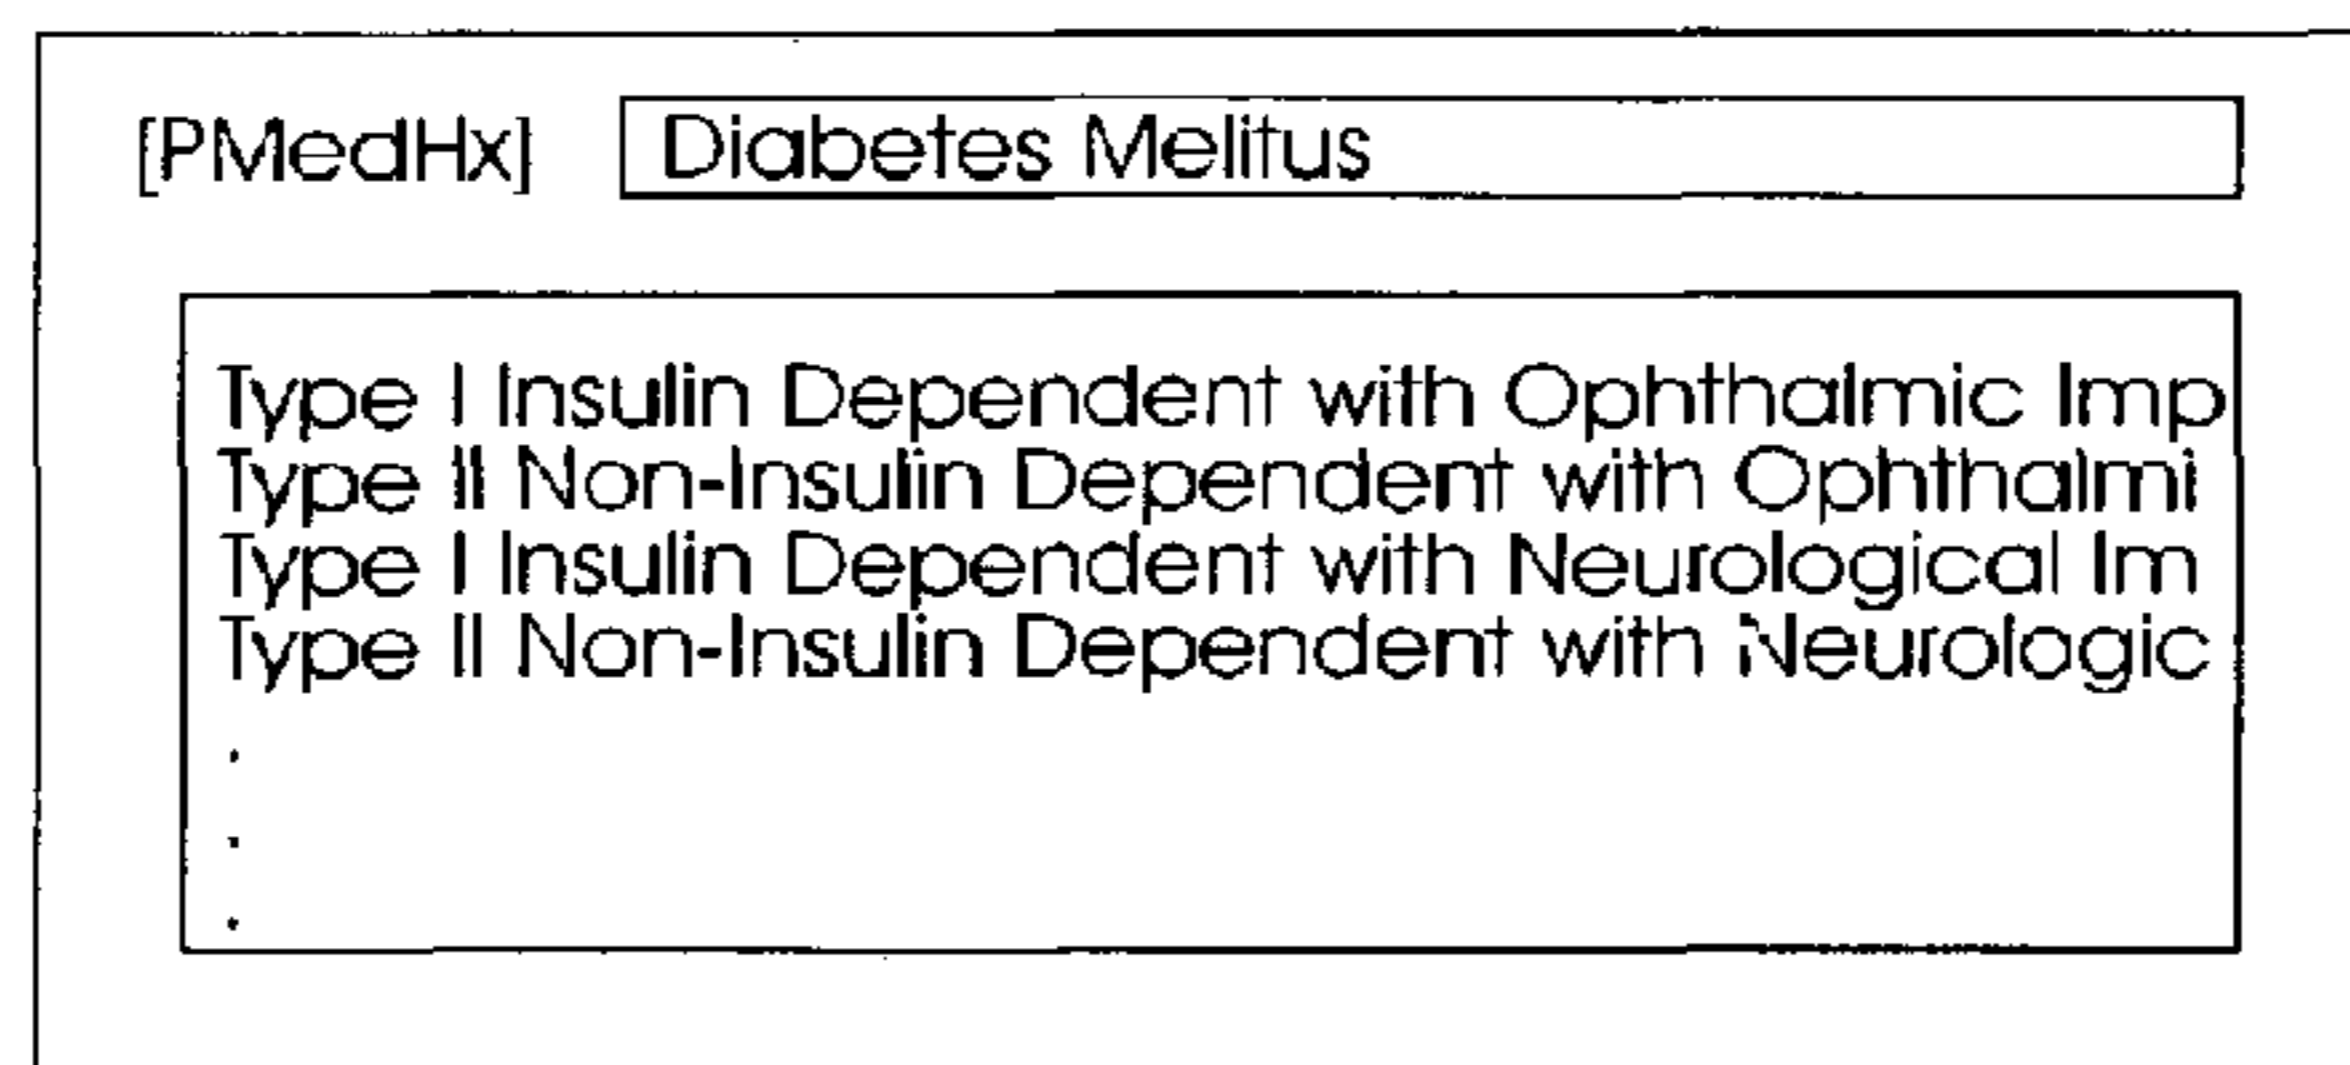 [PMedHx] Diabetes Melitus
Type I Insulin Dependent with Ophthalmic Imp
Type II Non-Insulin Dependent with Ophthalmi
Type I Insulin Dependent with Neurological Im
Type II Non-Insulin Dependent with Neurologic
.
.
.